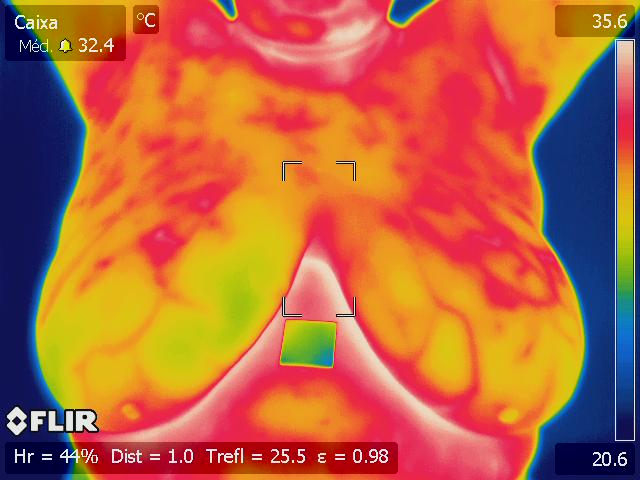 Caixa °C 35.6
Méd. 32.4
FLIR
Hr = 44% Dist = 1.0 Trefl = 25.5 ε = 0.98 20.6